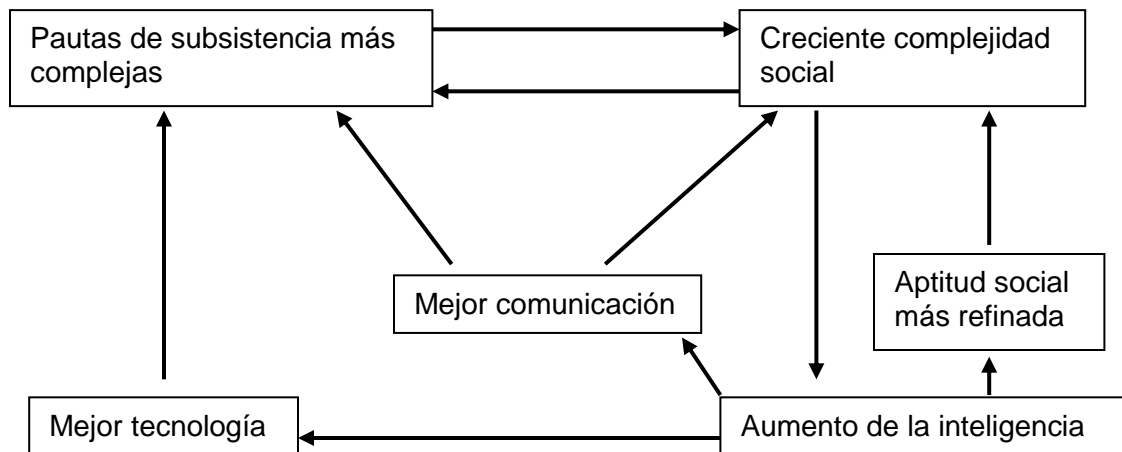 Pautas de subsistencia más
complejas
Creciente complejidad
social
Mejor comunicación
Aptitud social
más refinada
Mejor tecnología
Aumento de la inteligencia